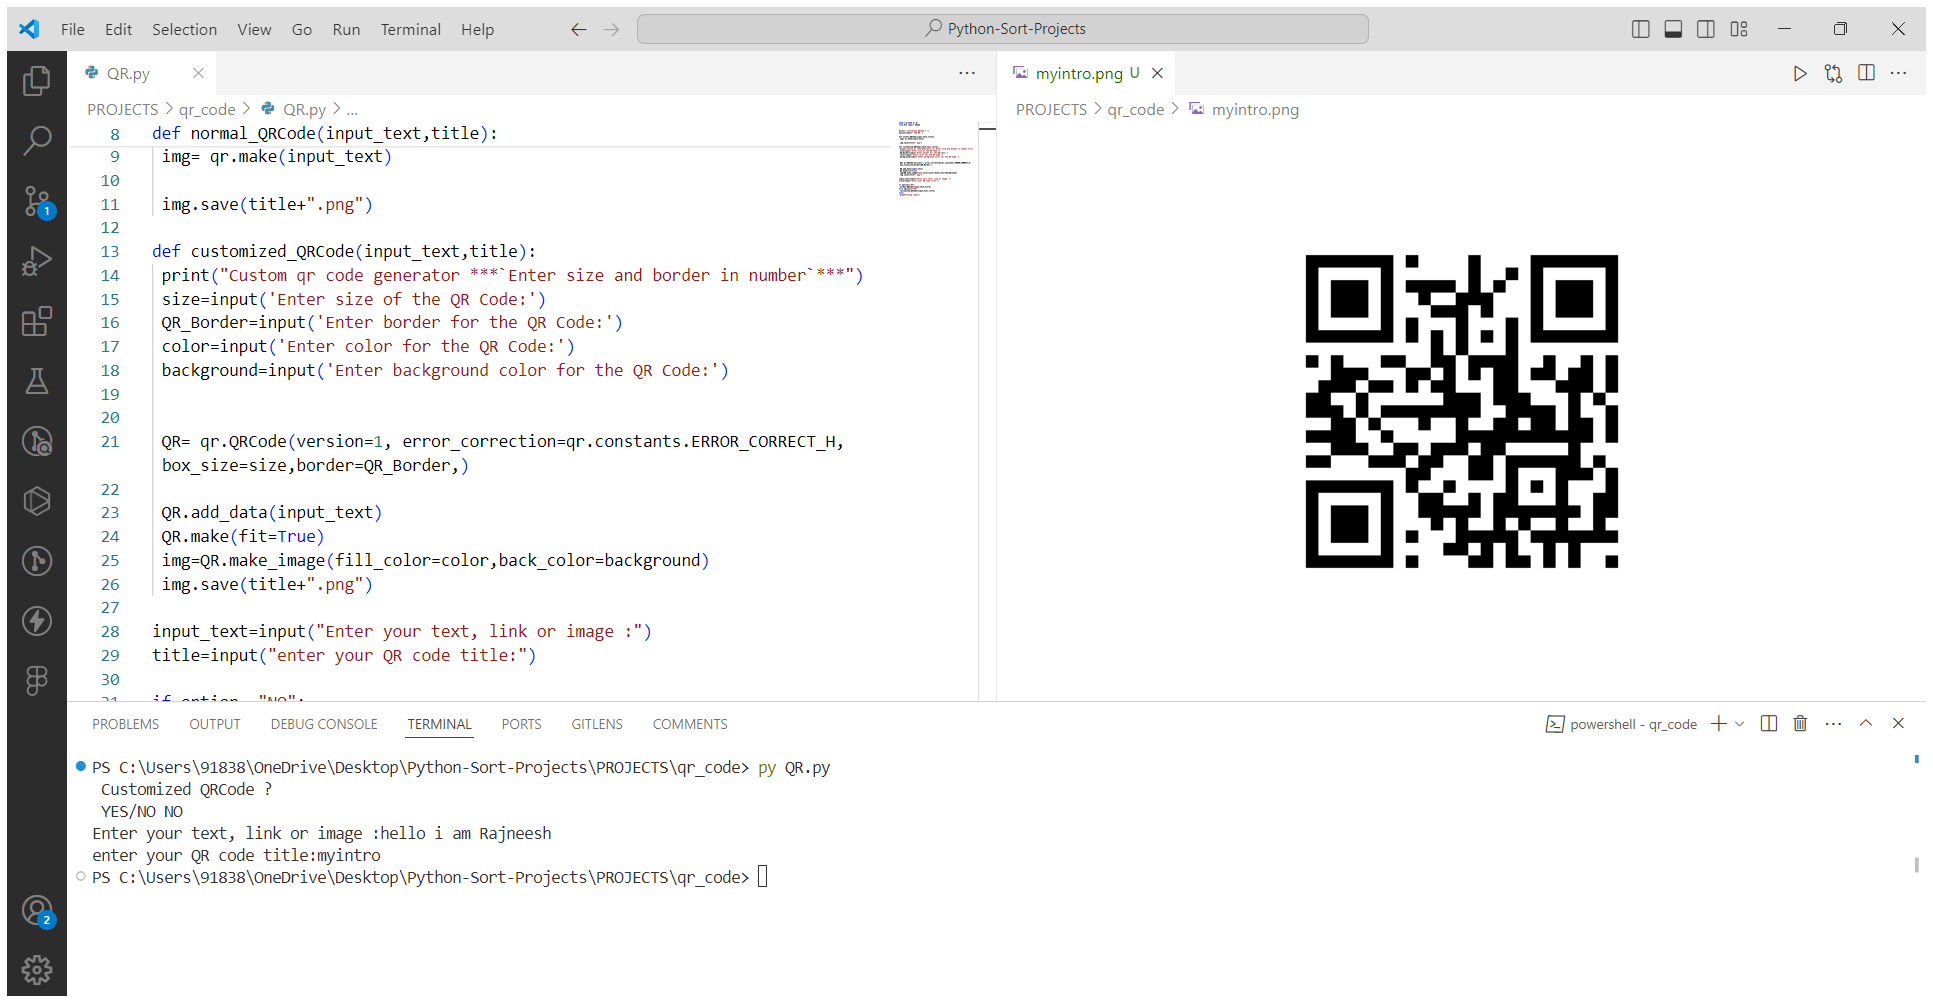 File Edit Selection View Go Run Terminal Help
Python-Sort-Projects
QR.py
PROJECTS > qr_code > QR.py > ...
8 def normal_QRCode(input_text,title):
9 img= qr.make(input_text)
10
11 img.save(title+".png")
12
13 def customized_QRCode(input_text,title):
14 print("Custom qr code generator ***`Enter size and border in number`***")
15 size=input('Enter size of the QR Code:')
16 QR_Border=input('Enter border for the QR Code:')
17 color=input('Enter color for the QR Code:')
18 background=input('Enter background color for the QR Code:')
19
20
21 QR= qr.QRCode(version=1, error_correction=qr.constants.ERROR_CORRECT_H,
box_size=size,border=QR_Border,)
22
23 QR.add_data(input_text)
24 QR.make(fit=True)
25 img=QR.make_image(fill_color=color,back_color=background)
26 img.save(title+".png")
27
28 input_text=input("Enter your text, link or image :")
29 title=input("enter your QR code title:")
30
myintro.png U
PROJECTS > qr_code > myintro.png
1
2
PROBLEMS OUTPUT DEBUG CONSOLE TERMINAL PORTS GITLENS COMMENTS
powershell - qr_code
PS C:\Users\91838\OneDrive\Desktop\Python-Sort-Projects\PROJECTS\qr_code> py QR.py
Customized QRCode ?
YES/NO NO
Enter your text, link or image :hello i am Rajneesh
enter your QR code title:myintro
PS C:\Users\91838\OneDrive\Desktop\Python-Sort-Projects\PROJECTS\qr_code>